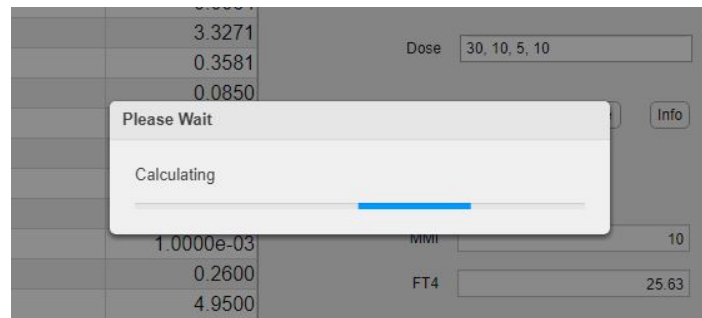 3.3271
0.3581
0.0850
Dose 30, 10, 5, 10
Info
Please Wait
Calculating
1.0000e-03
MMI 10
0.2600
FT4 25.63
4.9500